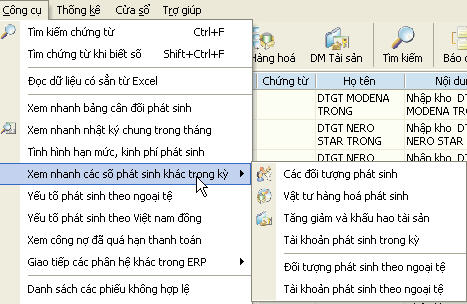 Công cụ Thống kê Cửa sổ Trợ giúp
Tìm kiếm chứng từ Ctrl+F
Tìm chứng từ khi biết số Shift+Ctrl+F
Đọc dữ liệu có sẵn từ Excel
Xem nhanh bảng cân đối phát sinh
Xem nhanh nhật ký chung trong tháng
Tình hình hạn mức, kinh phí phát sinh
Xem nhanh các số phát sinh khác trong kỳ
Yếu tố phát sinh theo ngoại tệ
Yếu tố phát sinh theo Việt nam đồng
Xem công nợ đã quá hạn thanh toán
Giao tiếp các phân hệ khác trong ERP
Danh sách các phiếu không hợp lệ
Hàng hoá DM Tài sản Tìm kiếm Báo
Chứng từ Họ tên Nội du
DTGT MODENA TRONG
Nhập kho DT MODENA TRONG
DTGT NERO STAR TRONG
Nhập kho DT NERO TRONG
Các đối tượng phát sinh
Vật tư hàng hoá phát sinh
Tăng giảm và khấu hao tài sản
Tài khoản phát sinh trong kỳ
Đối tượng phát sinh theo ngoại tệ
Tài khoản phát sinh theo ngoại tệ